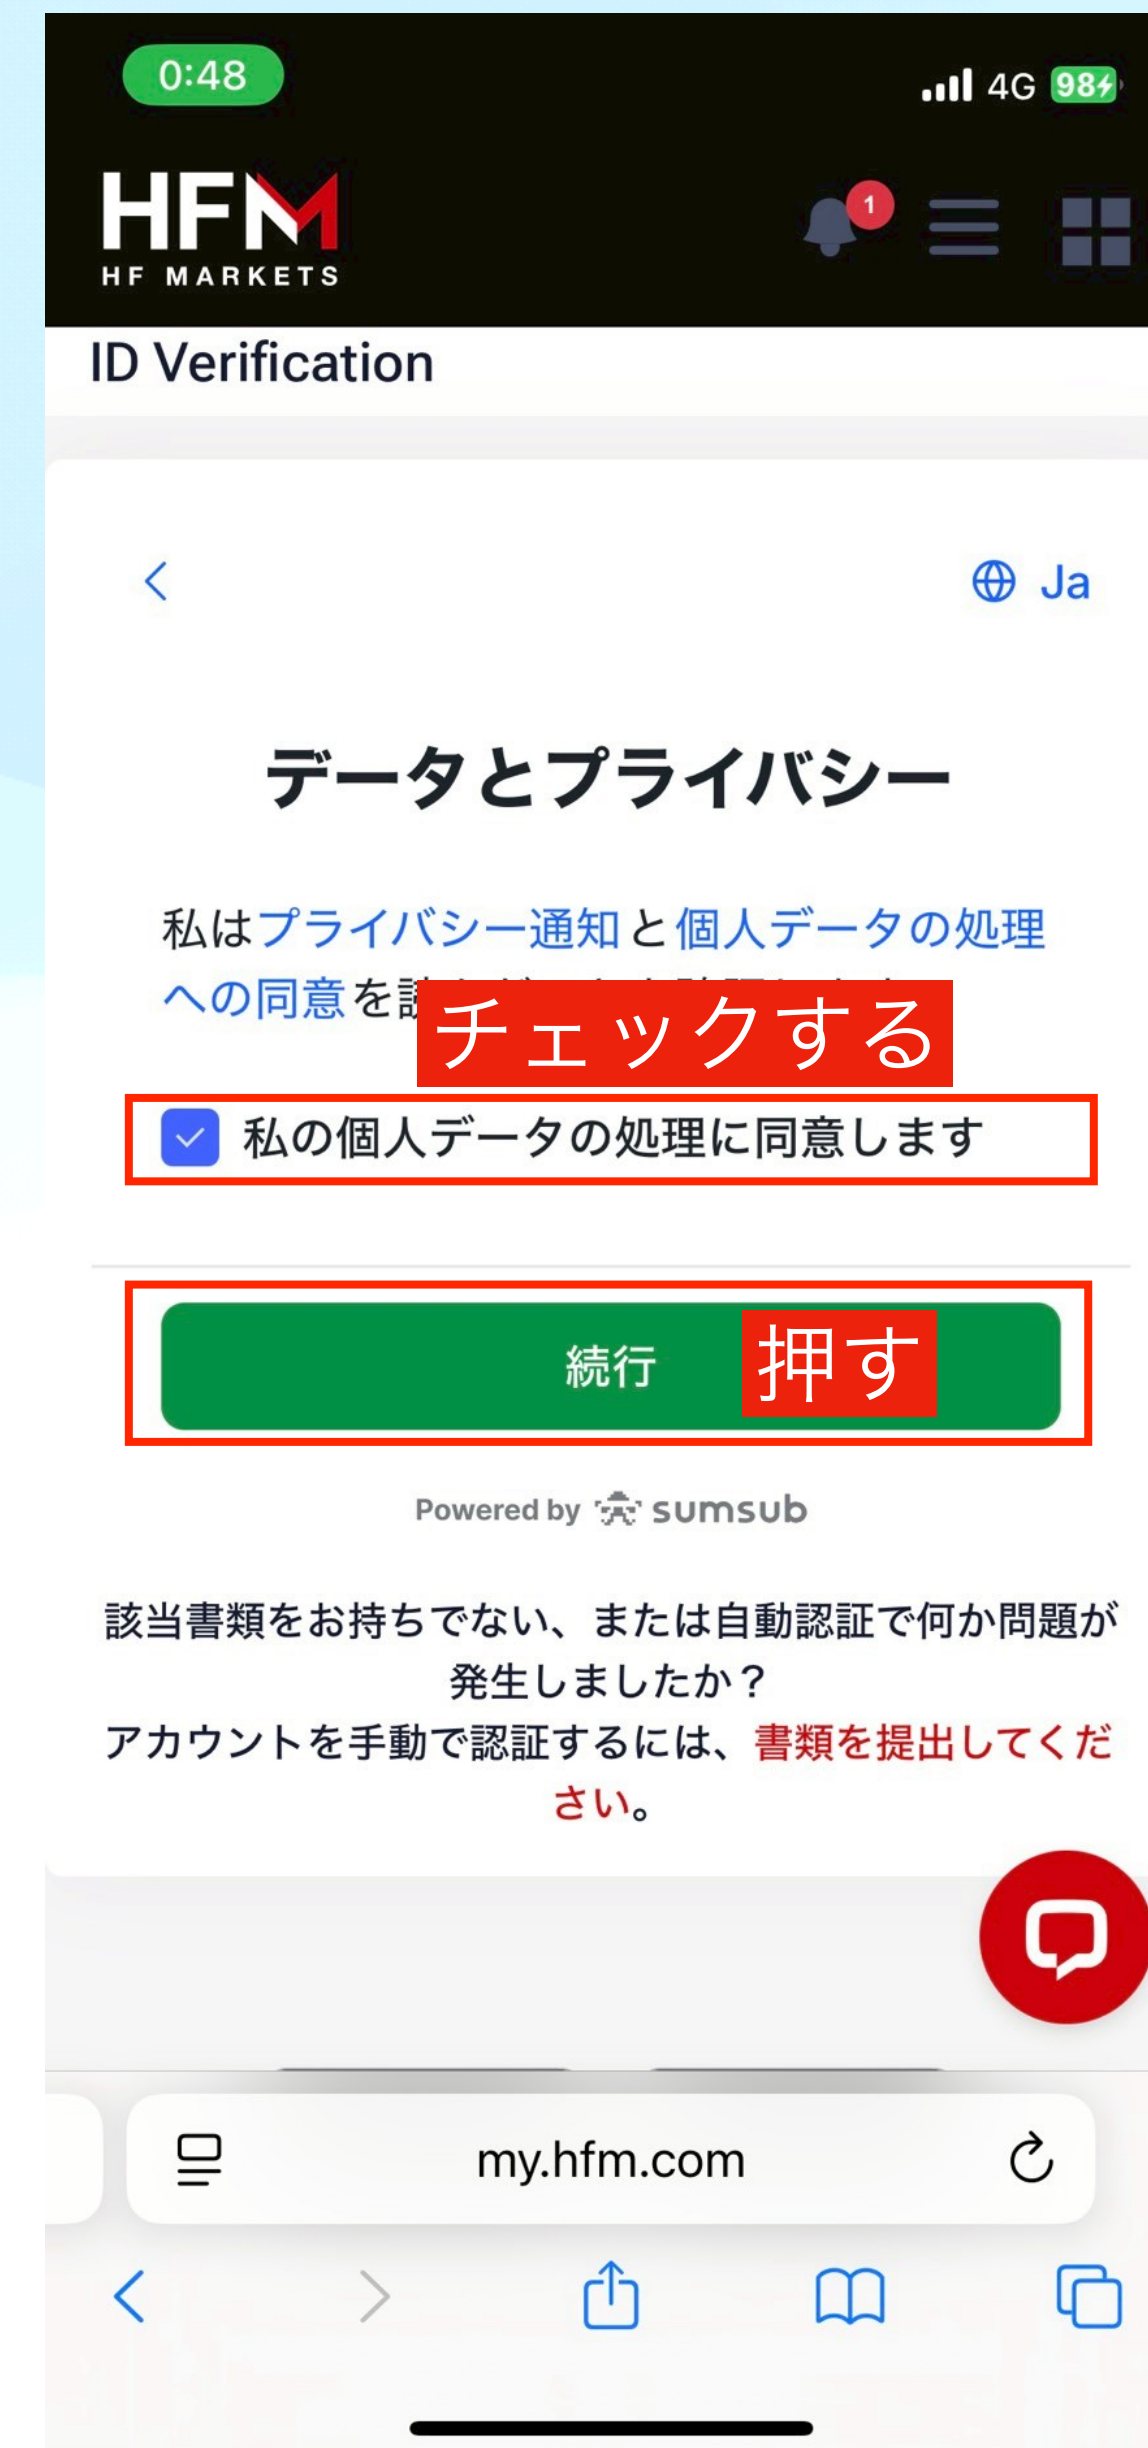 0:48
4G 98
HFM
1
HF MARKETS
ID Verification
Ja
データとプライバシー
私はプライバシー通知と個人データの処理
への同意を
チェックする
私の個人データの処理に同意します
続行
押す
Powered by sumsub
該当書類をお持ちでない、または自動認証で何か問題が
発生しましたか？
アカウントを手動で認証するには、書類を提出してくだ
さい。
my.hfm.com